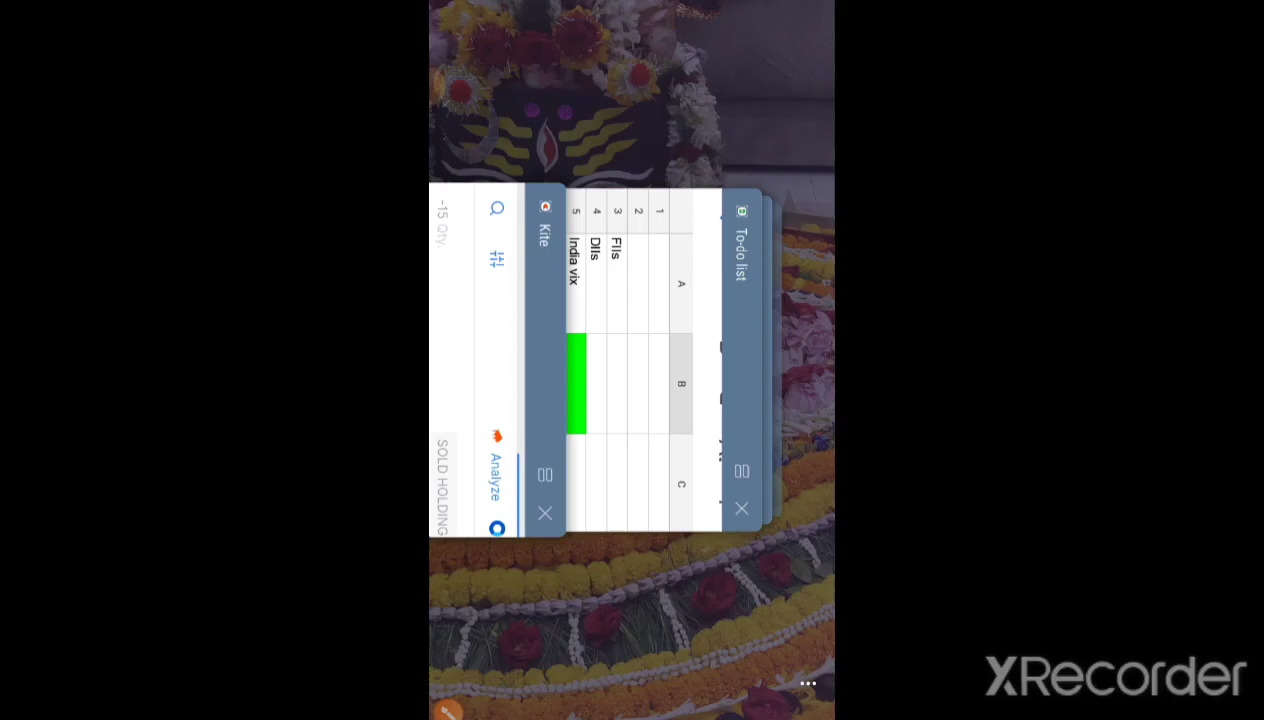 To-do list
A
B
C
1
2
3
FIIs
4
DIIs
5
India vix
Kite
Analyze
-15 Qty.
SOLD HOLDING
XRecorder